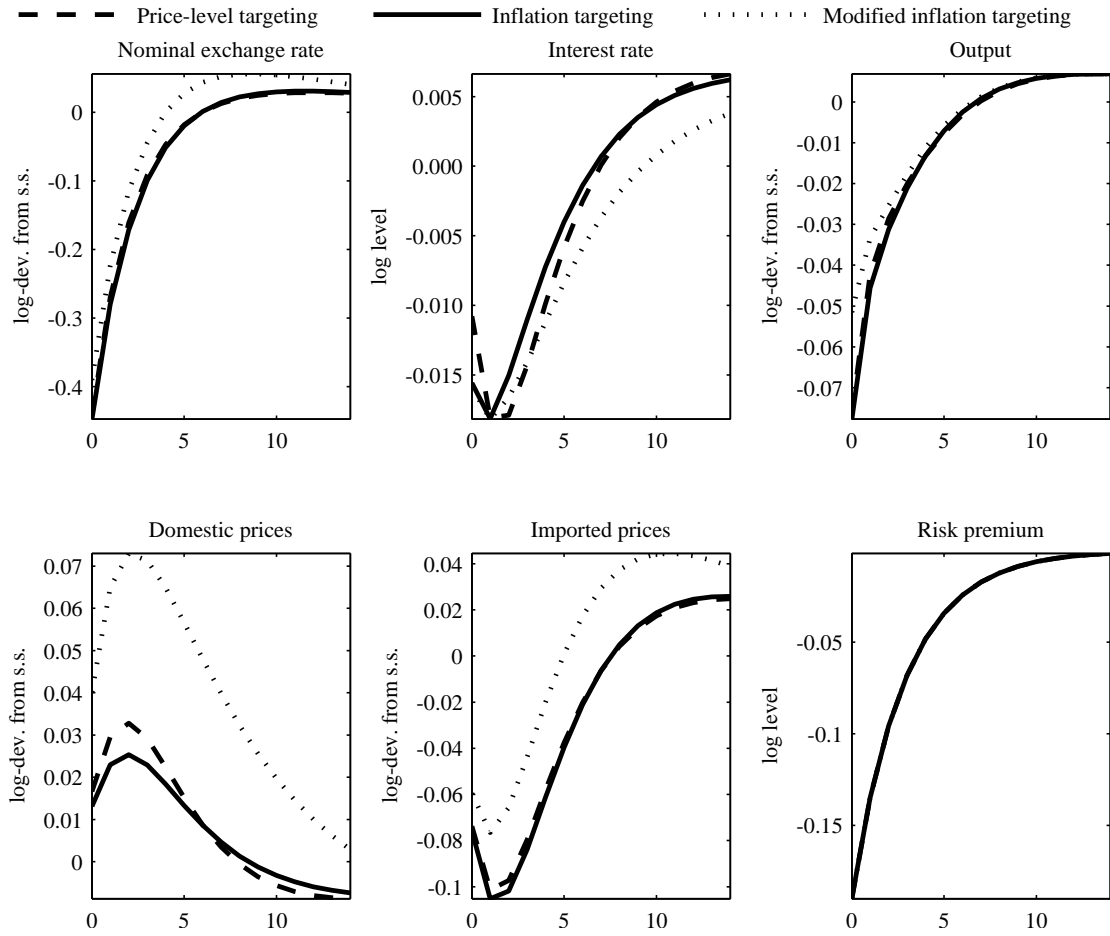 Price-level targeting Inflation targeting Modified inflation targeting
Nominal exchange rate
log-dev. from s.s.
0
-0.1
-0.2
-0.3
-0.4
0 5 10
Interest rate
log level
0.005
0.000
-0.005
-0.010
-0.015
0 5 10
Output
log-dev. from s.s.
0
-0.01
-0.02
-0.03
-0.04
-0.05
-0.06
-0.07
0 5 10
Domestic prices
log-dev. from s.s.
0.07
0.06
0.05
0.04
0.03
0.02
0.01
0
0 5 10
Imported prices
log-dev. from s.s.
0.04
0.02
0
-0.02
-0.04
-0.06
-0.08
-0.1
0 5 10
Risk premium
log level
-0.05
-0.1
-0.15
0 5 10